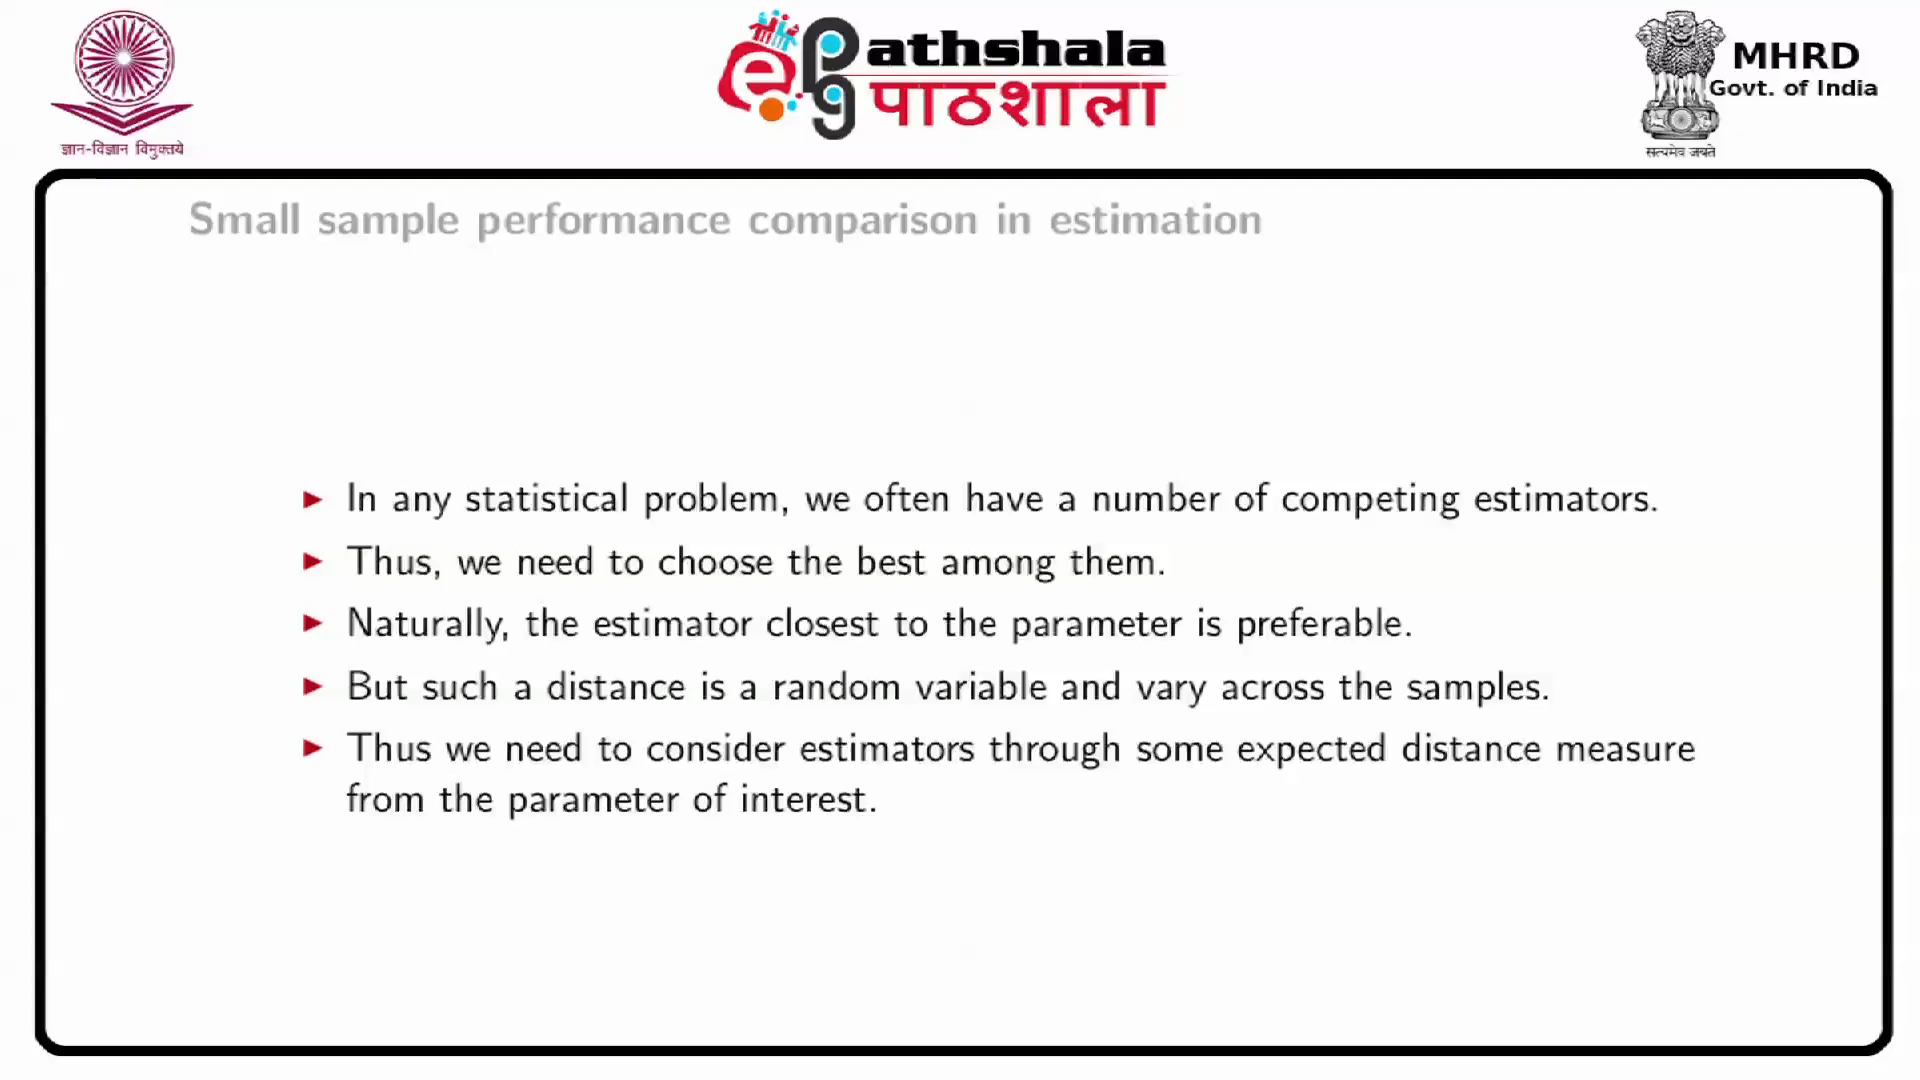 ज्ञान-विज्ञान विमुक्तये
e pg athshala
पाठशाला
MHRD
Govt. of India
सत्यमेव जयते
Small sample performance comparison in estimation
In any statistical problem, we often have a number of competing estimators.
Thus, we need to choose the best among them.
Naturally, the estimator closest to the parameter is preferable.
But such a distance is a random variable and vary across the samples.
Thus we need to consider estimators through some expected distance measure
from the parameter of interest.